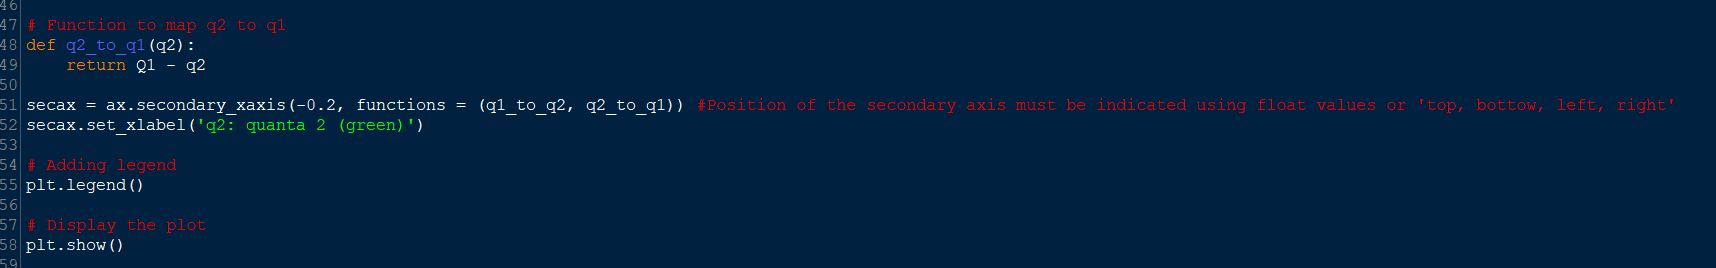 46
47 # Function to map q2 to q1
48 def q2_to_q1(q2):
49     return Q1 - q2
50
51 secax = ax.secondary_xaxis(-0.2, functions = (q1_to_q2, q2_to_q1)) #Position of the secondary axis must be indicated using float values or 'top, bottow, left, right'
52 secax.set_xlabel('q2: quanta 2 (green)')
53
54 # Adding legend
55 plt.legend()
56
57 # Display the plot
58 plt.show()
59